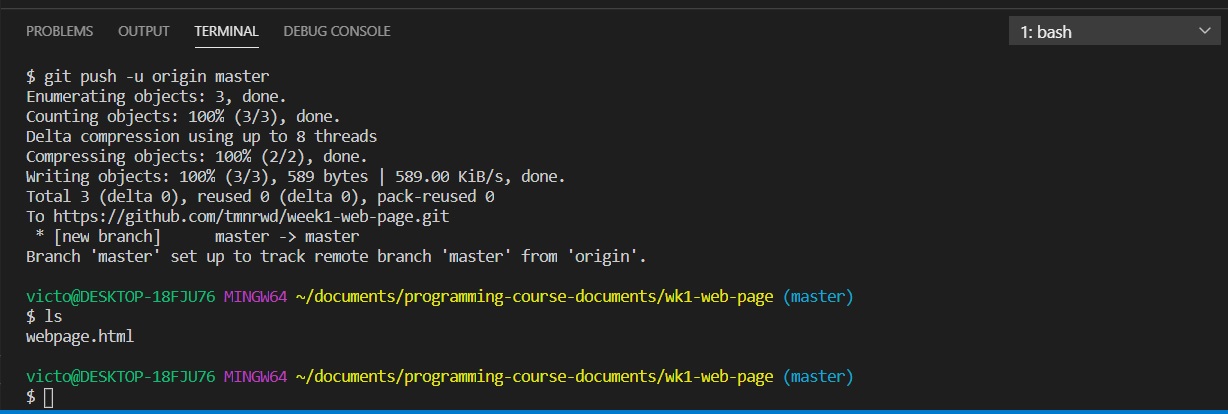 PROBLEMS OUTPUT TERMINAL DEBUG CONSOLE 1: bash
$ git push -u origin master
Enumerating objects: 3, done.
Counting objects: 100% (3/3), done.
Delta compression using up to 8 threads
Compressing objects: 100% (2/2), done.
Writing objects: 100% (3/3), 589 bytes | 589.00 KiB/s, done.
Total 3 (delta 0), reused 0 (delta 0), pack-reused 0
To https://github.com/tmnrwd/week1-web-page.git
 * [new branch]      master -> master
Branch 'master' set up to track remote branch 'master' from 'origin'.
victo@DESKTOP-18FJU76 MINGW64 ~/documents/programming-course-documents/wk1-web-page (master)
$ ls
webpage.html
victo@DESKTOP-18FJU76 MINGW64 ~/documents/programming-course-documents/wk1-web-page (master)
$